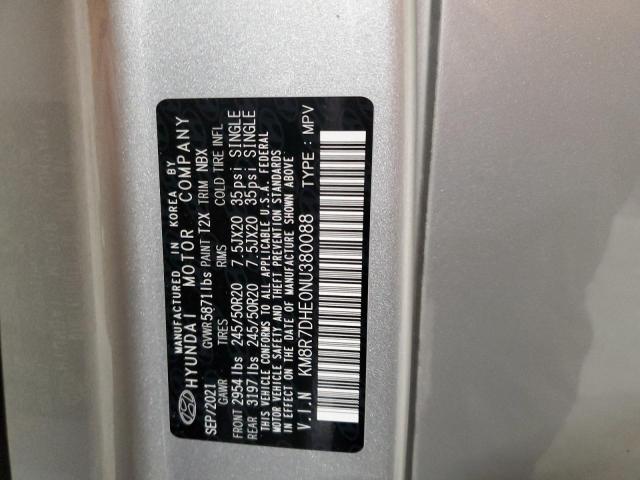 MANUFACTURED IN KOREA BY
HYUNDAI MOTOR COMPANY
SEP/2021 GVWR 5871lbs PAINT T2X TRIM NBX
GAWR TIRES RIMS COLD TIRE INFL
FRONT 2954 lbs 245/50R20 7.5JX20 35psi SINGLE
REAR 3197 lbs 245/50R20 7.5JX20 35psi SINGLE
THIS VEHICLE CONFORMS TO ALL APPLICABLE U.S.A. FEDERAL
MOTOR VEHICLE SAFETY AND THEFT PREVENTION STANDARDS
IN EFFECT ON THE DATE OF MANUFACTURE SHOWN ABOVE
V.I.N KM8R7DHE0NU380088 TYPE : MPV